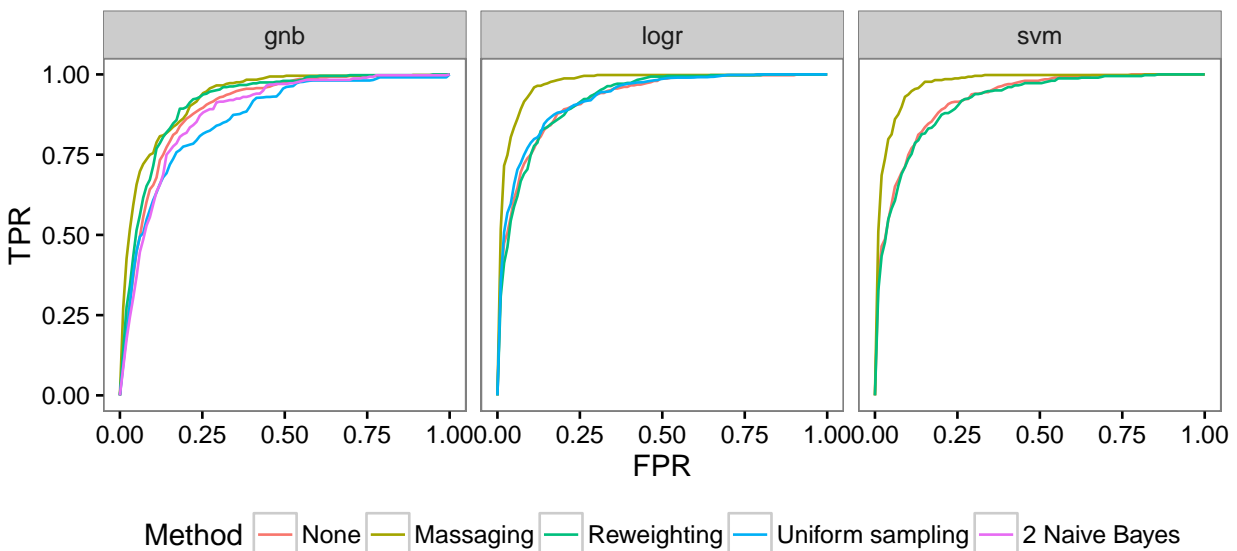 gnb logr svm
1.00
0.75
0.50
0.25
0.00
TPR
0.00 0.25 0.50 0.75 1.00 0.00 0.25 0.50 0.75 1.00 0.00 0.25 0.50 0.75 1.00
FPR
Method None Massaging Reweighting Uniform sampling 2 Naive Bayes